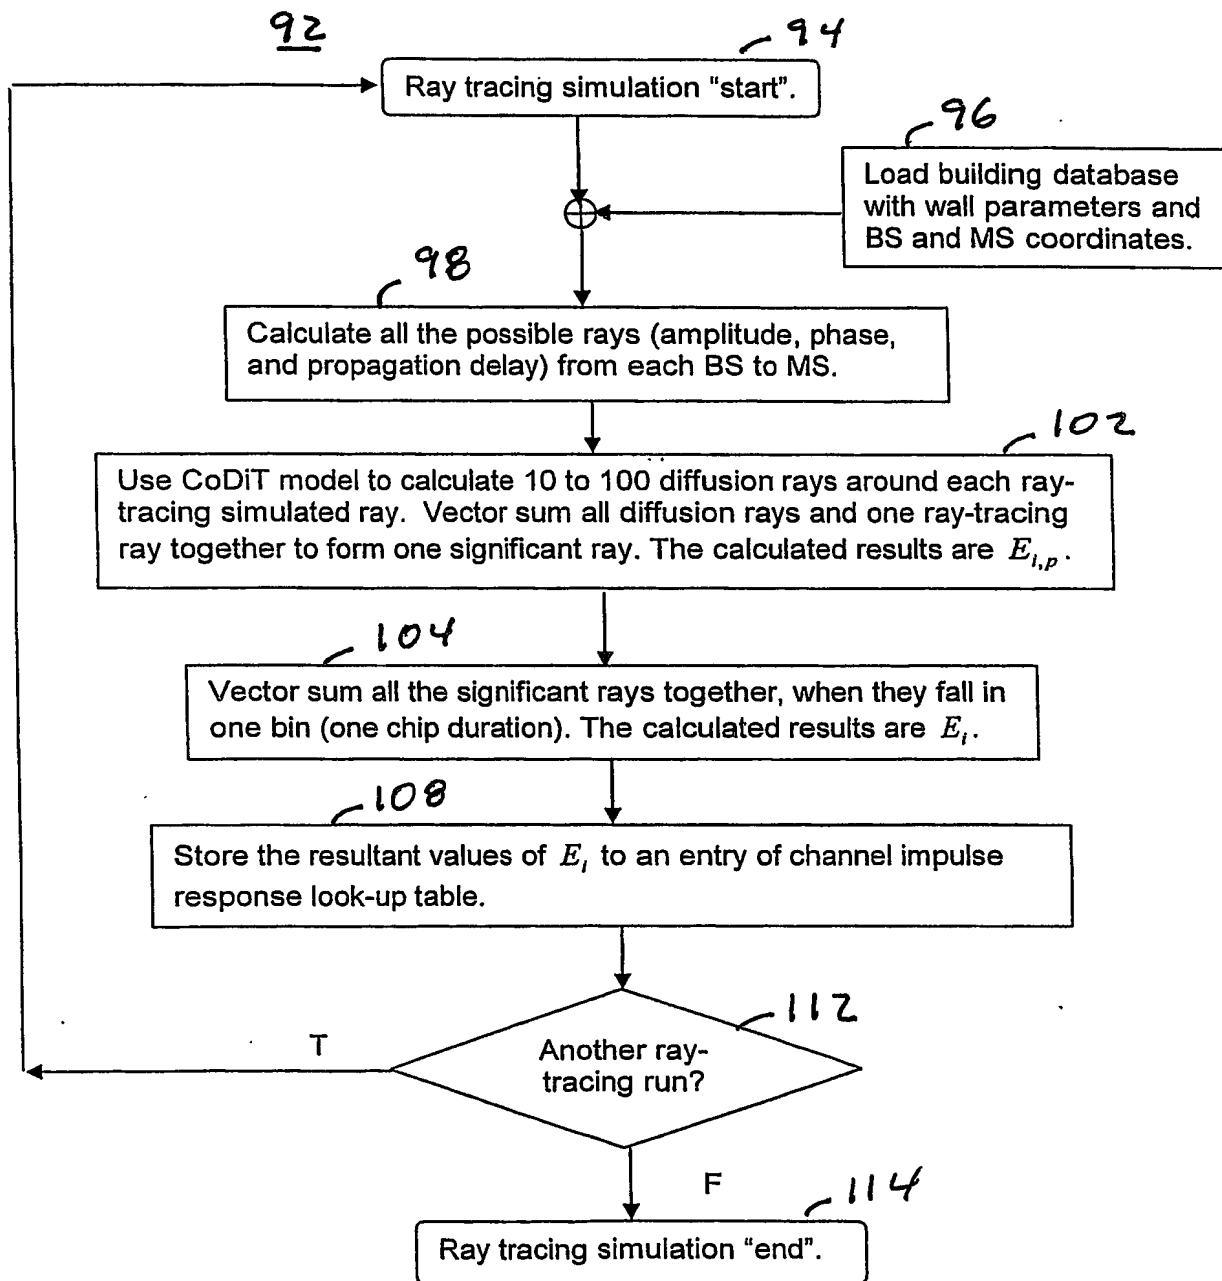 92
94
Ray tracing simulation “start”.
96
Load building database
with wall parameters and
BS and MS coordinates.
98
Calculate all the possible rays (amplitude, phase,
and propagation delay) from each BS to MS.
102
Use CoDiT model to calculate 10 to 100 diffusion rays around each ray-
tracing simulated ray. Vector sum all diffusion rays and one ray-tracing
ray together to form one significant ray. The calculated results are E_{i,p}.
104
Vector sum all the significant rays together, when they fall in
one bin (one chip duration). The calculated results are E_i.
108
Store the resultant values of E_i to an entry of channel impulse
response look-up table.
112
T
Another ray-
tracing run?
F
114
Ray tracing simulation “end”.